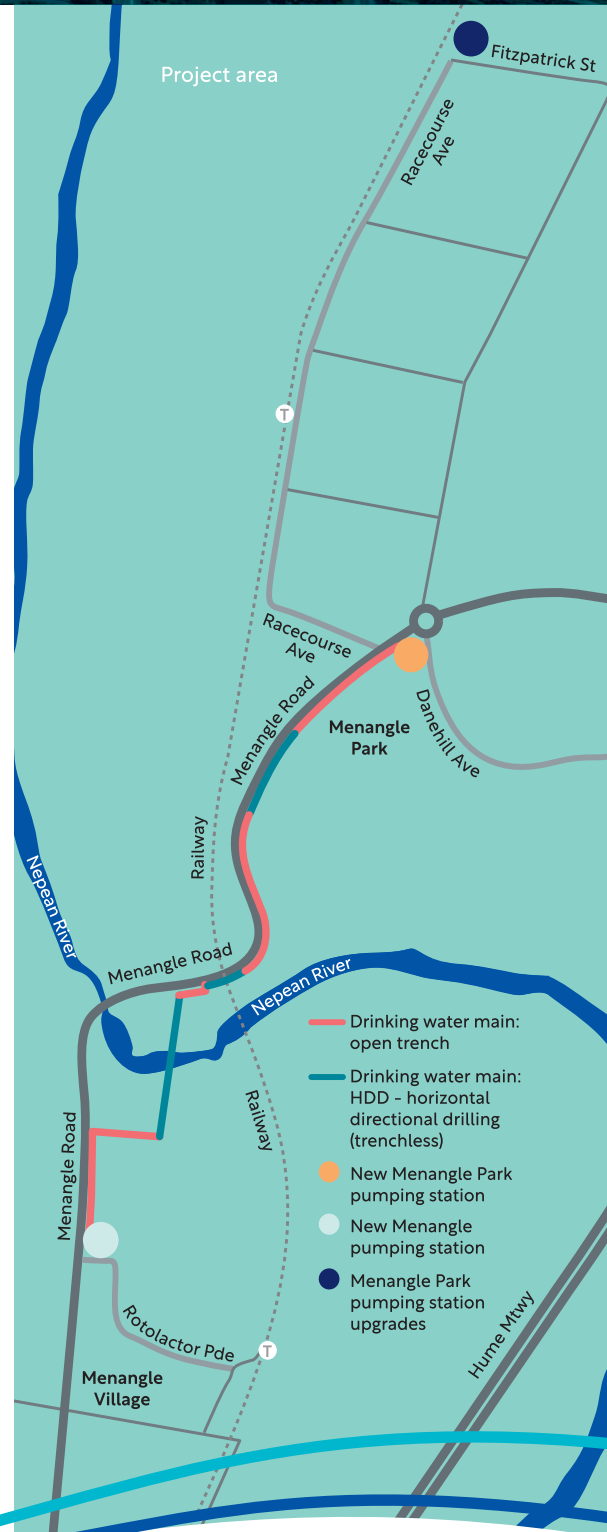 Project area
Fitzpatrick St
Racecourse
Ave
T
Racecourse
Ave
Menangle Road
Menangle
Park
Danehill Ave
Railway
Nepean River
Menangle Road
Nepean River
Drinking water main:
open trench
Drinking water main:
HDD - horizontal
directional drilling
(trenchless)
New Menangle Park
pumping station
New Menangle
pumping station
Menangle Park
pumping station
upgrades
Railway
Menangle Road
Hume Mtwy
Rotolactor Pde
T
Menangle
Village